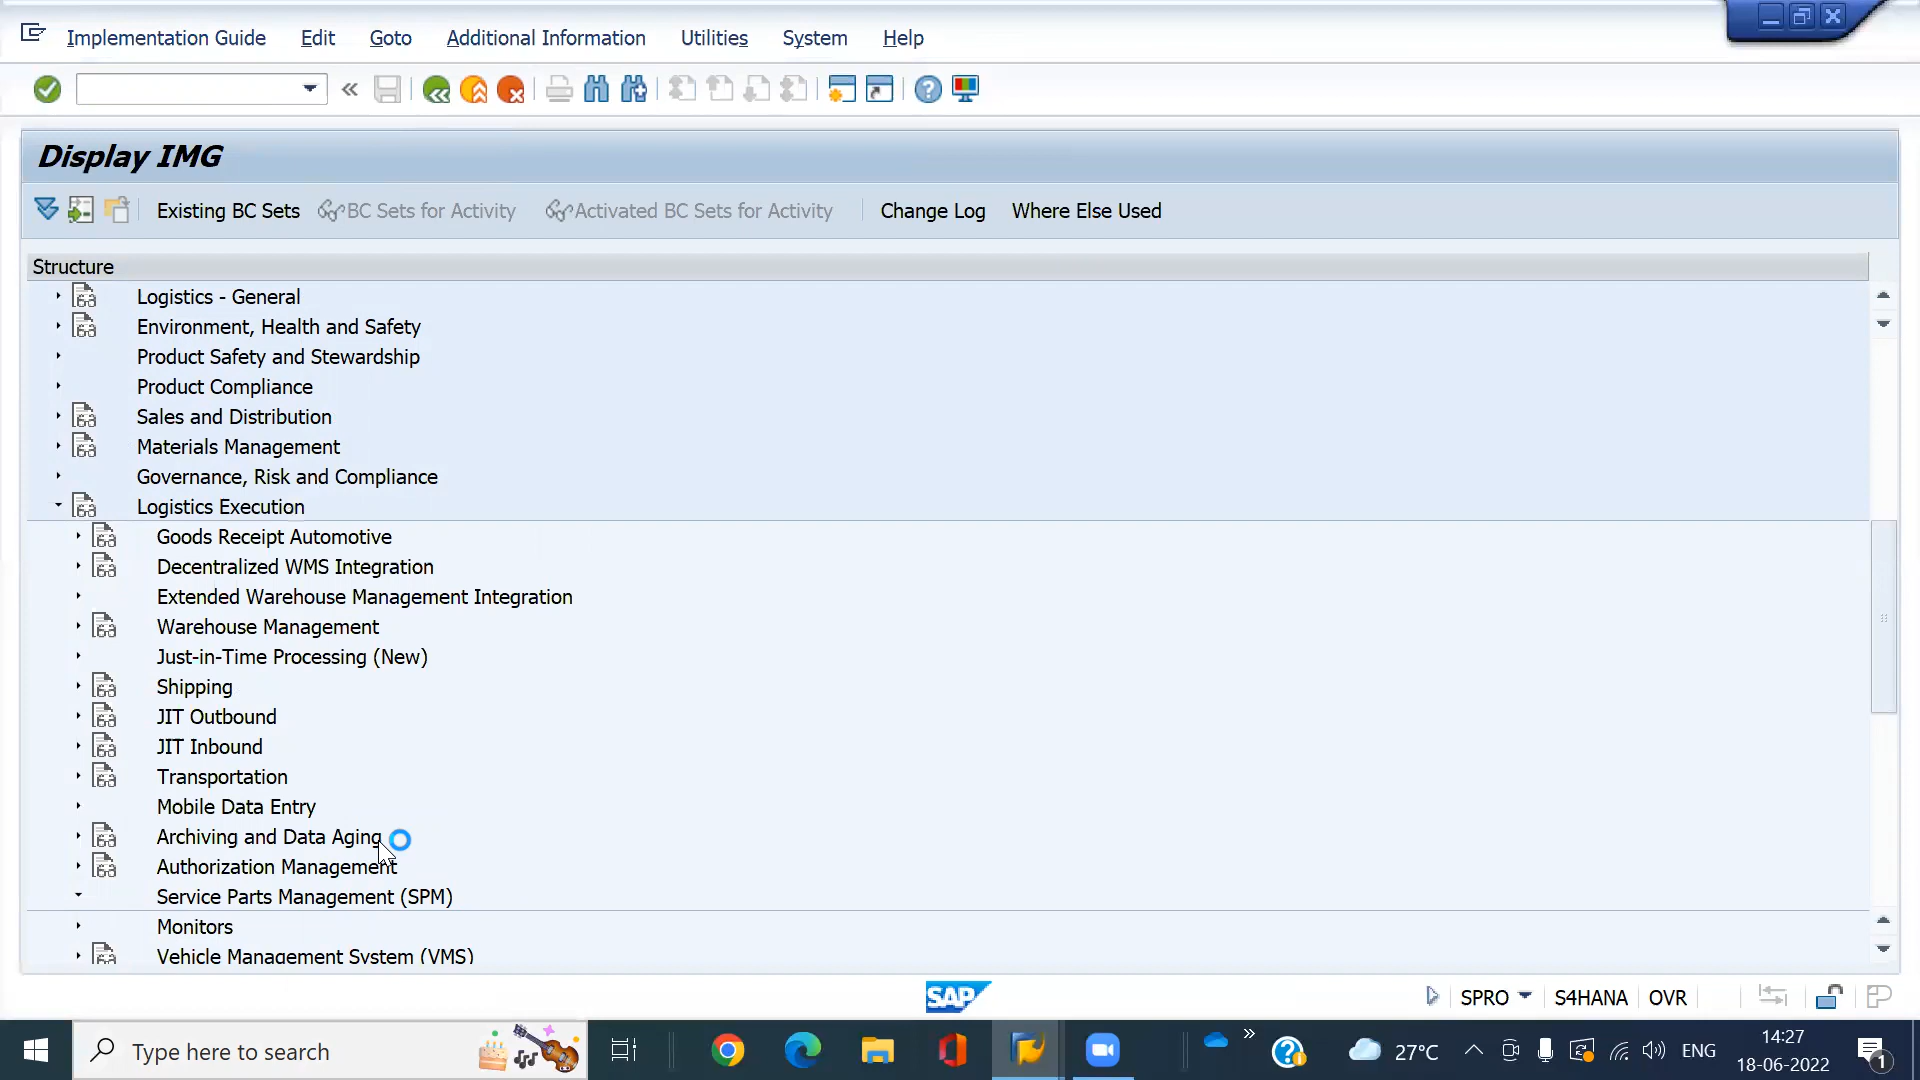 Implementation Guide Edit Goto Additional Information Utilities System Help
Display IMG
Existing BC Sets BC Sets for Activity Activated BC Sets for Activity Change Log Where Else Used
Structure
Logistics - General
Environment, Health and Safety
Product Safety and Stewardship
Product Compliance
Sales and Distribution
Materials Management
Governance, Risk and Compliance
Logistics Execution
Goods Receipt Automotive
Decentralized WMS Integration
Extended Warehouse Management Integration
Warehouse Management
Just-in-Time Processing (New)
Shipping
JIT Outbound
JIT Inbound
Transportation
Mobile Data Entry
Archiving and Data Aging
Authorization Management
Service Parts Management (SPM)
Monitors
Vehicle Management System (VMS)
SAP SPRO S4HANA OVR
Type here to search 27°C ENG 14:27
18-06-2022 1